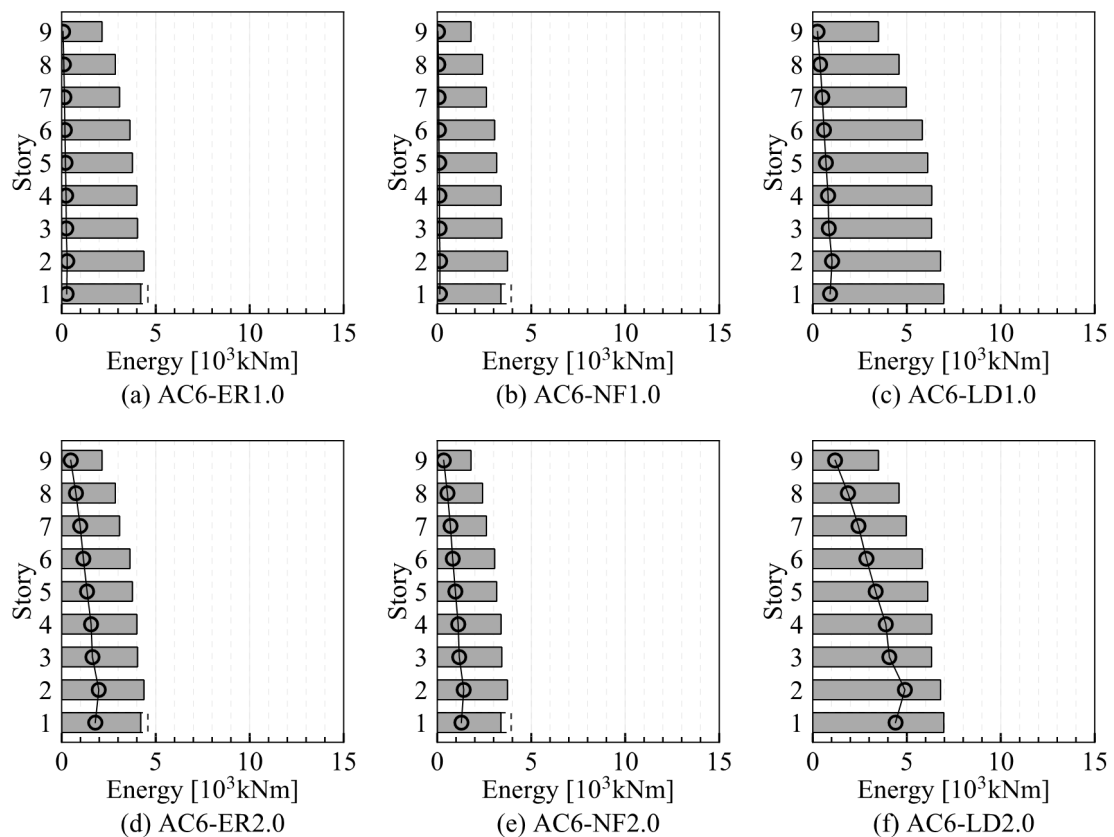 9
8
7
6
5
4
3
2
1
Story
0 5 10 15
Energy [10³kNm]
(a) AC6-ER1.0
9
8
7
6
5
4
3
2
1
Story
0 5 10 15
Energy [10³kNm]
(b) AC6-NF1.0
9
8
7
6
5
4
3
2
1
Story
0 5 10 15
Energy [10³kNm]
(c) AC6-LD1.0
9
8
7
6
5
4
3
2
1
Story
0 5 10 15
Energy [10³kNm]
(d) AC6-ER2.0
9
8
7
6
5
4
3
2
1
Story
0 5 10 15
Energy [10³kNm]
(e) AC6-NF2.0
9
8
7
6
5
4
3
2
1
Story
0 5 10 15
Energy [10³kNm]
(f) AC6-LD2.0